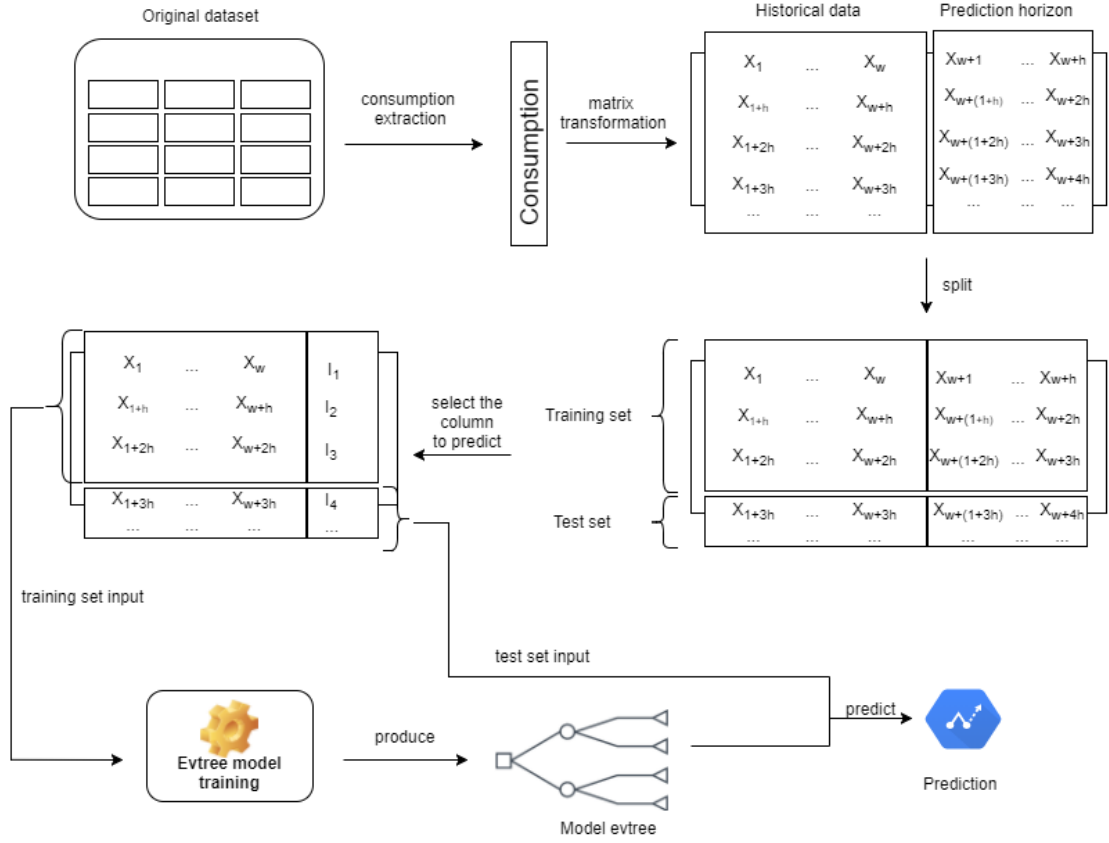 Original dataset
Historical data
Prediction horizon
consumption
extraction
Consumption
matrix
transformation
X1 ... Xw
X1+h ... Xw+h
X1+2h ... Xw+2h
X1+3h ... Xw+3h
... ... ...
Xw+1 ... Xw+h
Xw+(1+h) ... Xw+2h
Xw+(1+2h) ... Xw+3h
Xw+(1+3h) ... Xw+4h
... ... ...
split
X1 ... Xw I1
X1+h ... Xw+h I2
X1+2h ... Xw+2h I3
X1+3h ... Xw+3h I4
... ... ... ...
select the
column
to predict
Training set
Test set
X1 ... Xw Xw+1 ... Xw+h
X1+h ... Xw+h Xw+(1+h) ... Xw+2h
X1+2h ... Xw+2h Xw+(1+2h) ... Xw+3h
X1+3h ... Xw+3h Xw+(1+3h) ... Xw+4h
... ... ... ... ... ...
training set input
test set input
Evtree model
training
produce
Model evtree
predict
Prediction